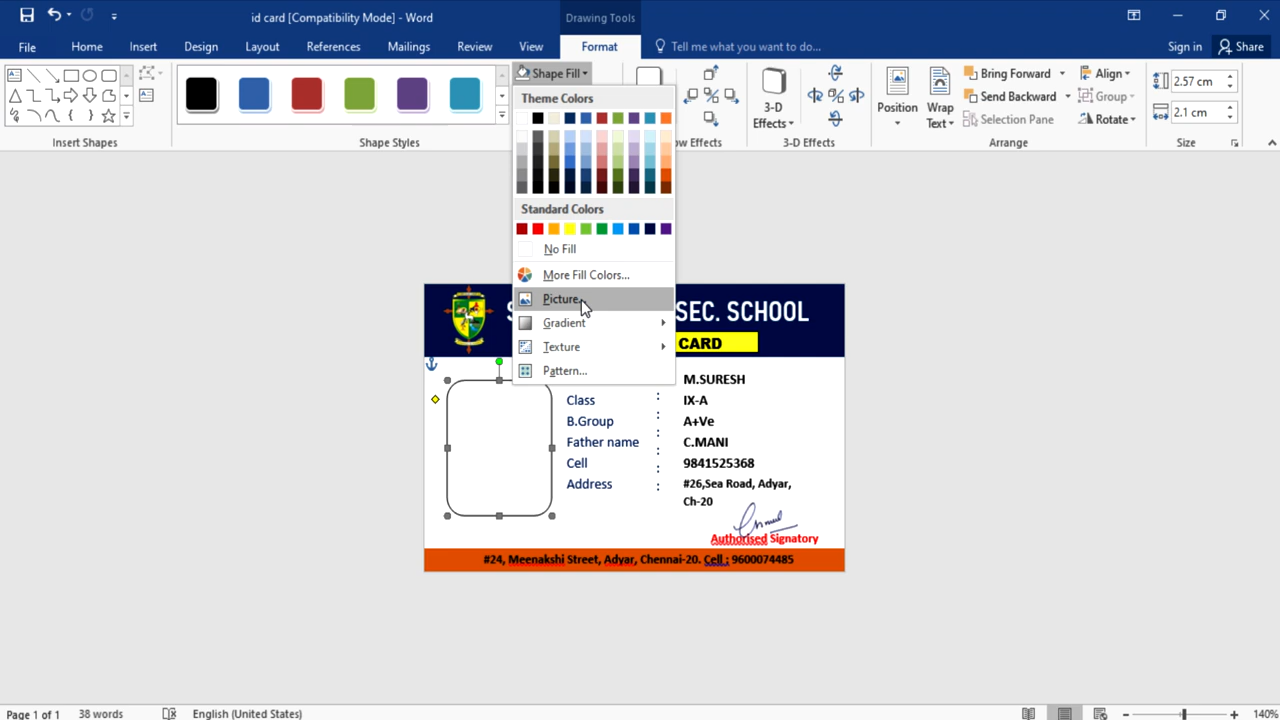 id card [Compatibility Mode] - Word
Drawing Tools
File
Home
Insert
Design
Layout
References
Mailings
Review
View
Format
Tell me what you want to do...
Sign in
Share
Shape Fill
3-D
Effects
Position
Wrap
Text
Bring Forward
Send Backward
Selection Pane
Align
Group
Rotate
2.57 cm
2.1 cm
Insert Shapes
Shape Styles
ow Effects
3-D Effects
Arrange
Size
Theme Colors
Standard Colors
No Fill
More Fill Colors...
Picture...
Gradient
Texture
Pattern...
S
SEC. SCHOOL
CARD
M.SURESH
Class : IX-A
B.Group : A+Ve
Father name : C.MANI
Cell : 9841525368
Address : #26,Sea Road, Adyar,
Ch-20
Authorised Signatory
#24, Meenakshi Street, Adyar, Chennai-20. Cell ; 9600074485
Page 1 of 1
38 words
English (United States)
140%